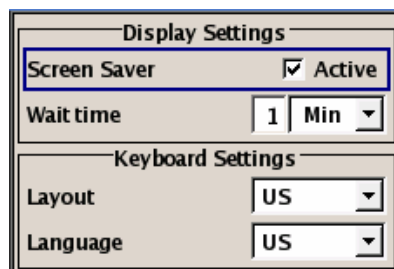 Display Settings
Screen Saver Active
Wait time 1 Min
Keyboard Settings
Layout US
Language US